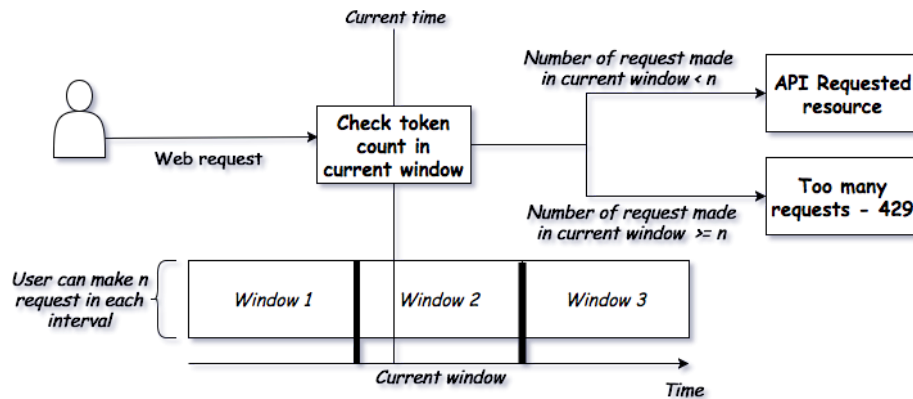 Current time
Number of request made
in current window < n
API Requested
resource
Check token
count in
current window
Web request
Too many
requests - 429
Number of request made
in current window >= n
User can make n
request in each
interval
Window 1
Window 2
Window 3
Current window
Time